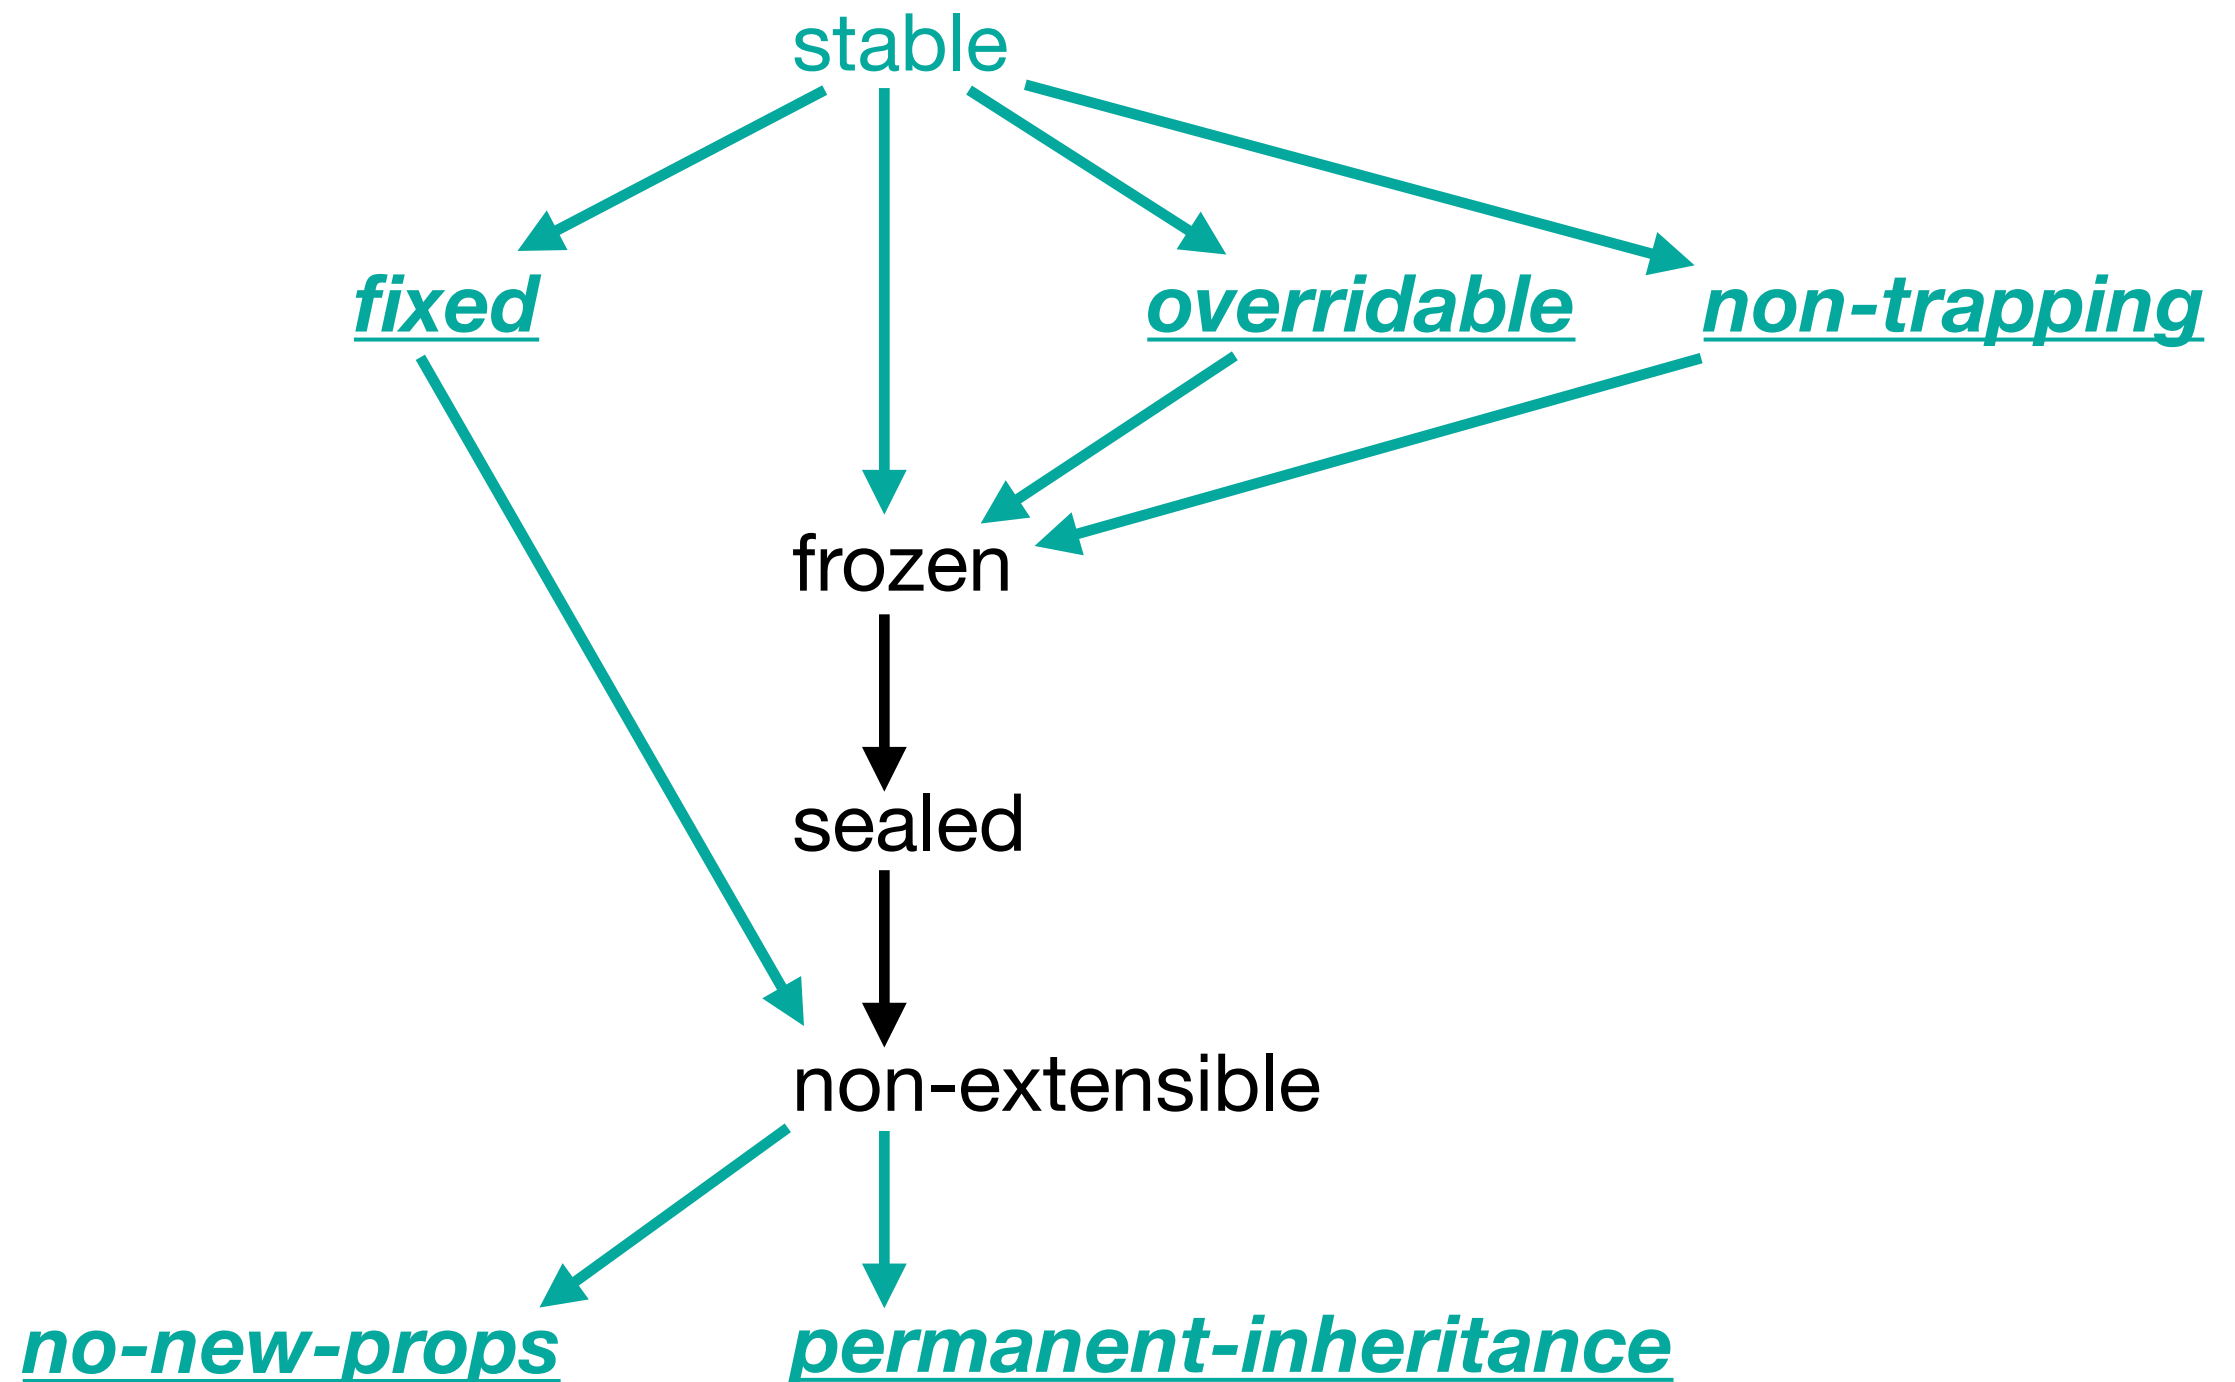 stable
fixed
overridable
non-trapping
frozen
sealed
non-extensible
no-new-props
permanent-inheritance